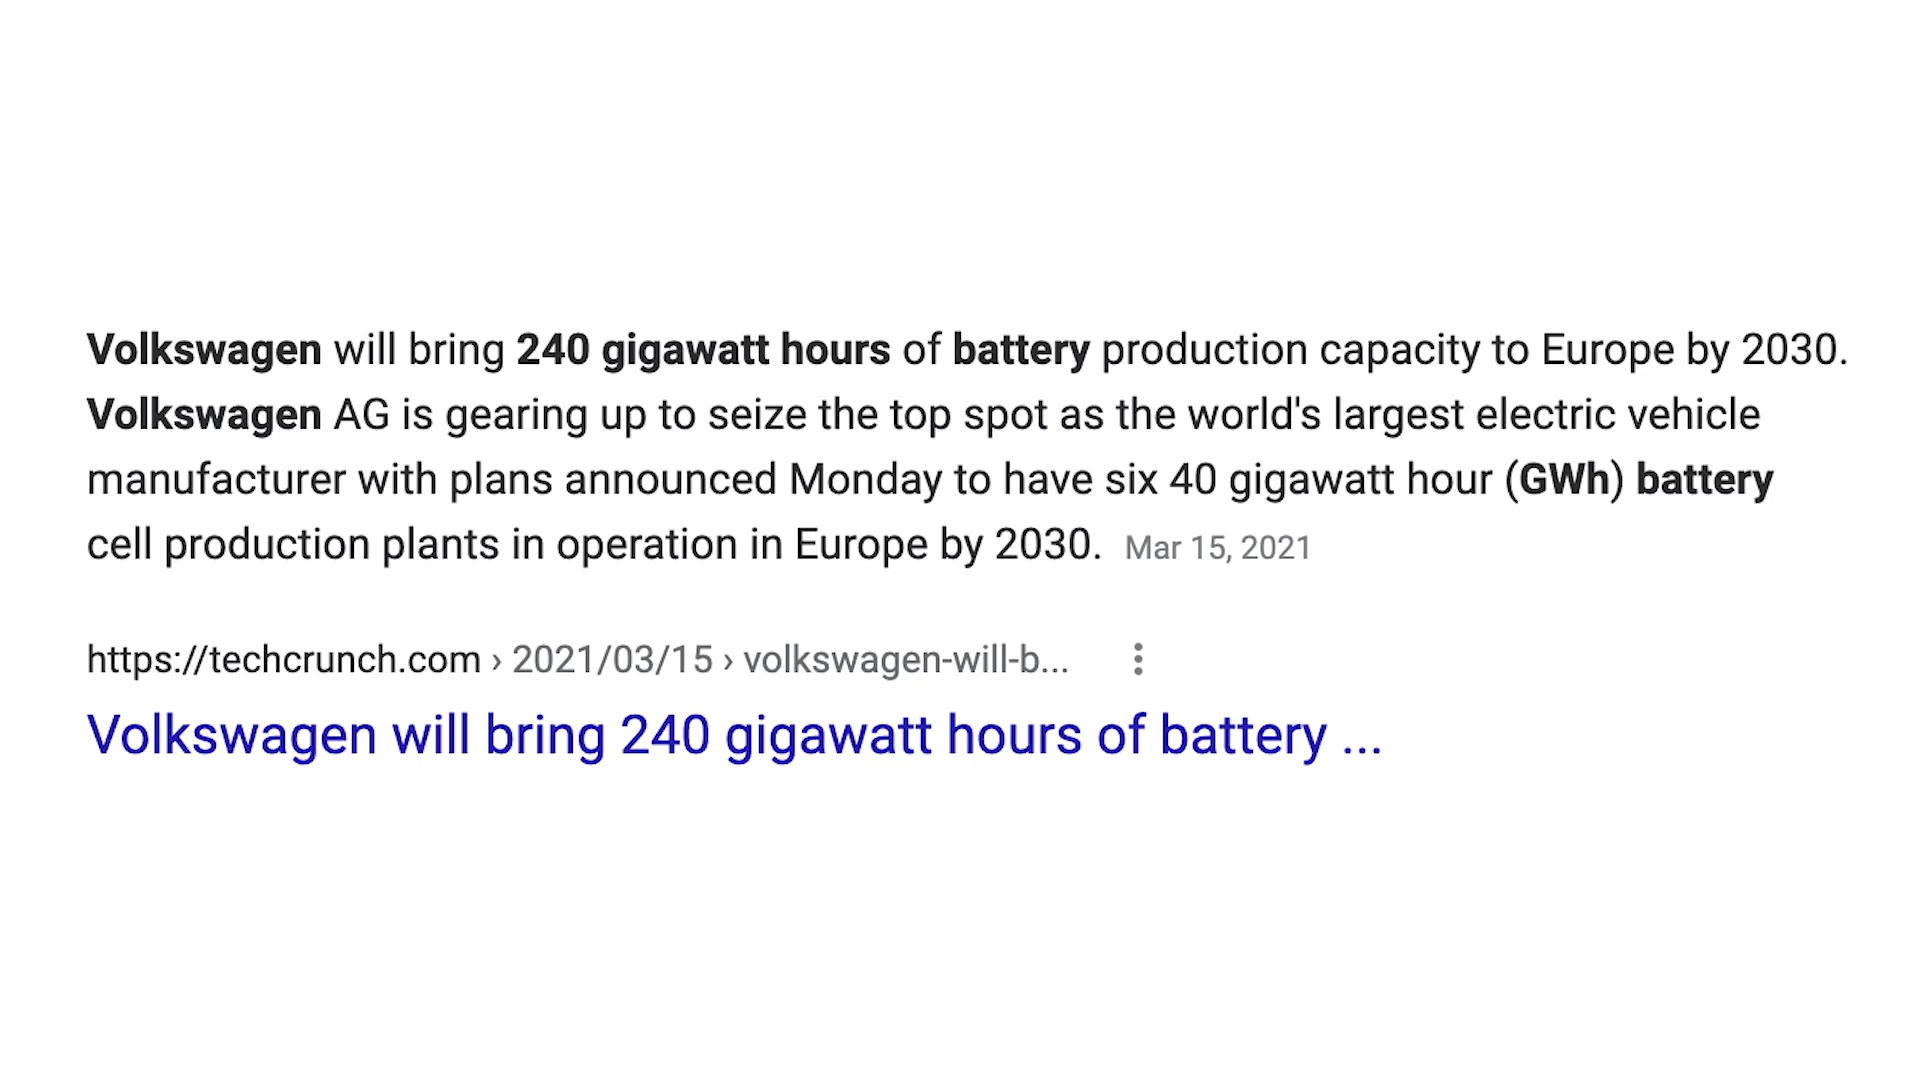 Volkswagen will bring 240 gigawatt hours of battery production capacity to Europe by 2030.
Volkswagen AG is gearing up to seize the top spot as the world's largest electric vehicle
manufacturer with plans announced Monday to have six 40 gigawatt hour (GWh) battery
cell production plants in operation in Europe by 2030. Mar 15, 2021
https://techcrunch.com › 2021/03/15 › volkswagen-will-b...
Volkswagen will bring 240 gigawatt hours of battery ...